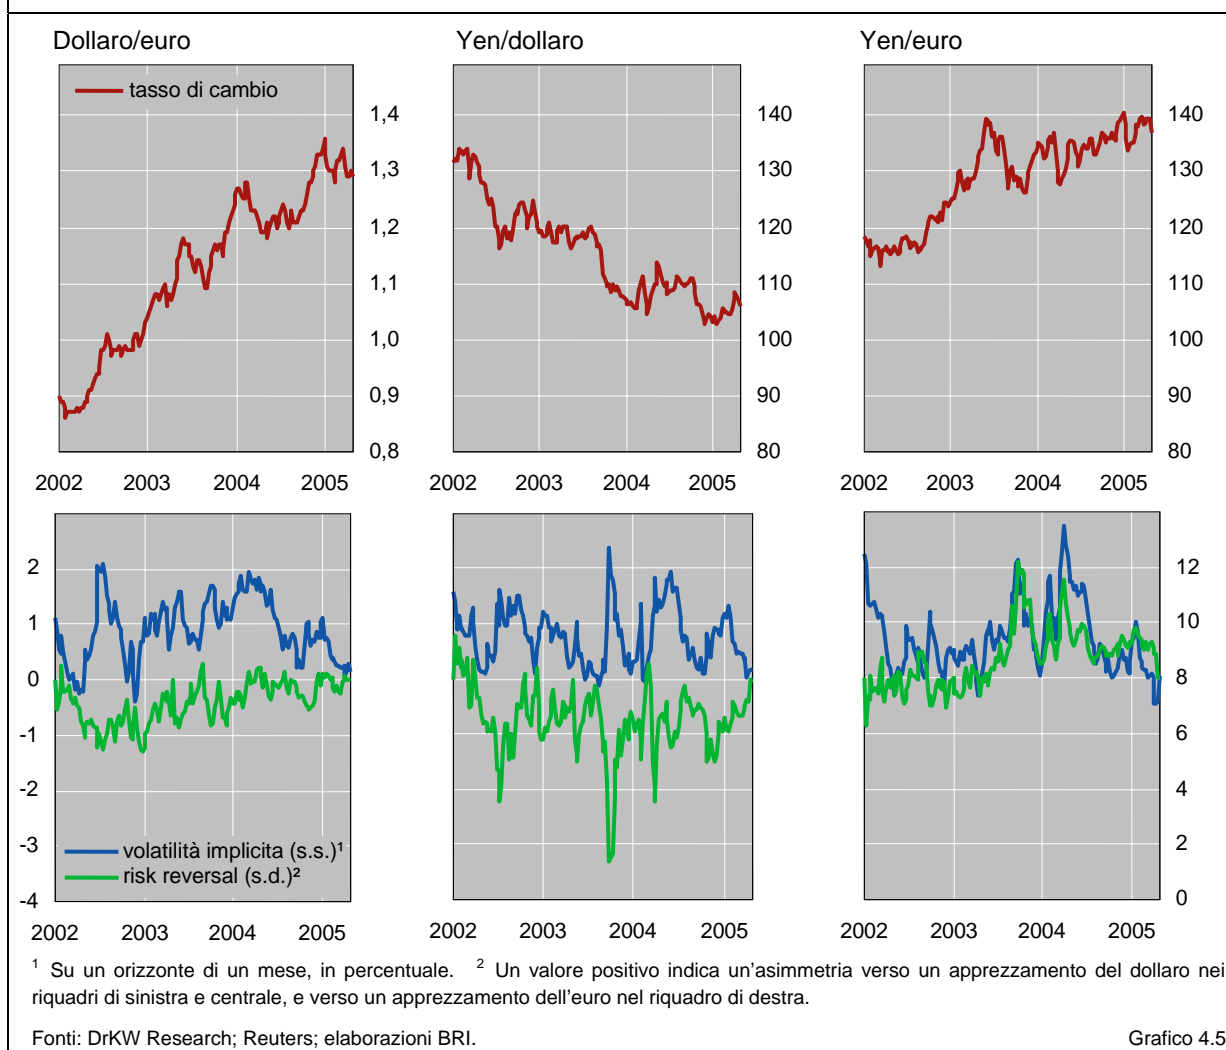 Dollaro/euro
Yen/dollaro
Yen/euro
tasso di cambio
1,4
1,3
1,2
1,1
1,0
0,9
0,8
140
130
120
110
100
90
80
140
130
120
110
100
90
80
2002 2003 2004 2005
2002 2003 2004 2005
2002 2003 2004 2005
2
1
0
-1
-2
-3
-4
volatilità implicita (s.s.)¹
risk reversal (s.d.)²
12
10
8
6
4
2
0
2002 2003 2004 2005
2002 2003 2004 2005
2002 2003 2004 2005
¹ Su un orizzonte di un mese, in percentuale. ² Un valore positivo indica un'asimmetria verso un apprezzamento del dollaro nei
riquadri di sinistra e centrale, e verso un apprezzamento dell'euro nel riquadro di destra.
Fonti: DrKW Research; Reuters; elaborazioni BRI.
Grafico 4.5